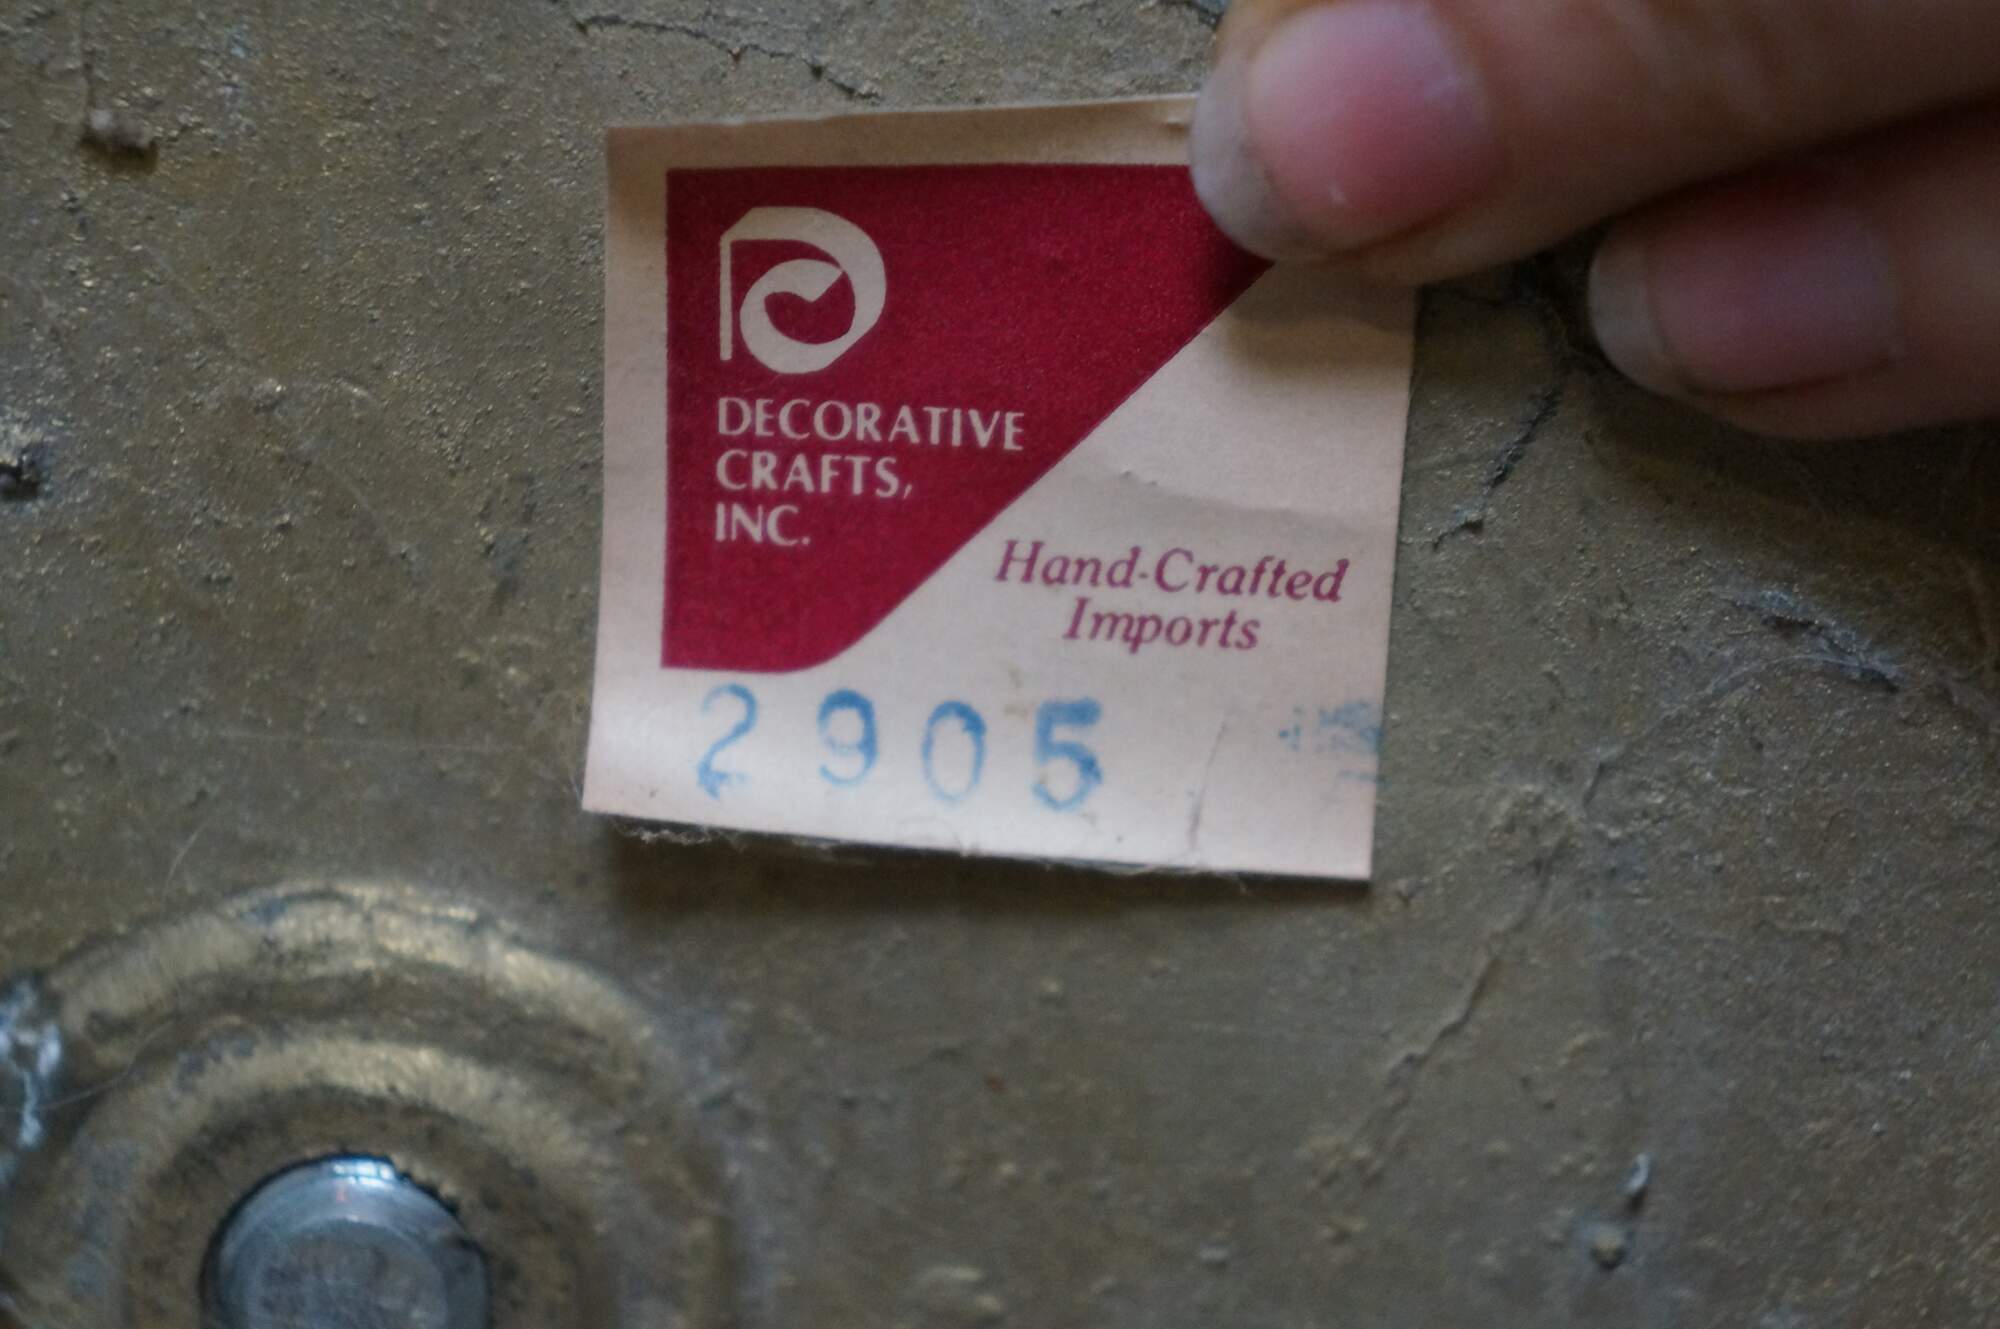 DECORATIVE
CRAFTS,
INC.
Hand-Crafted
Imports
2905